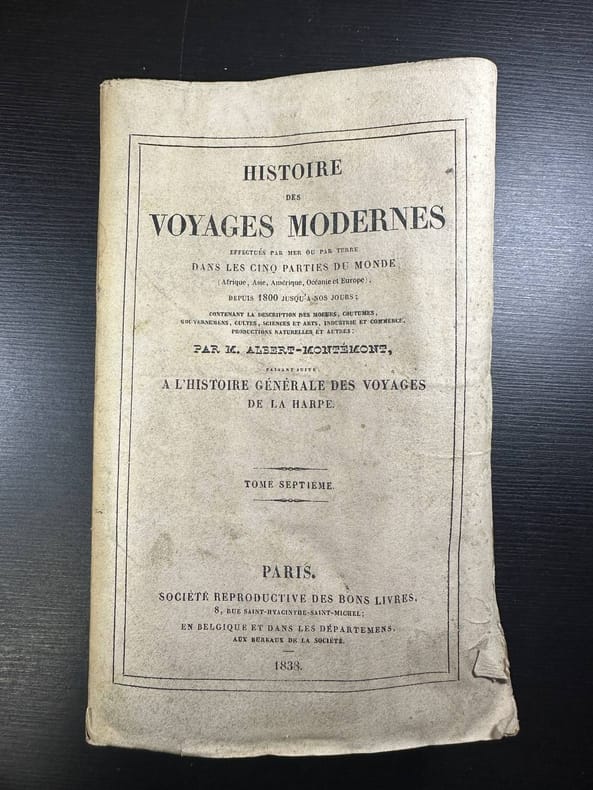 HISTOIRE
DES
VOYAGES MODERNES
EFFECTUÉS PAR MER OU PAR TERRE
DANS LES CINQ PARTIES DU MONDE
(Afrique, Asie, Amérique, Océanie et Europe),
DEPUIS 1800 JUSQU'A NOS JOURS;
CONTENANT LA DESCRIPTION DES MOEURS, COUTUMES,
GOUVERNEMENS, CULTES, SCIENCES ET ARTS, INDUSTRIE ET COMMERCE,
PRODUCTIONS NATURELLES ET AUTRES;
PAR M. ALBERT-MONTÉMONT,
FAISANT SUITE
A L'HISTOIRE GÉNÉRALE DES VOYAGES
DE LA HARPE.
TOME SEPTIÈME.
PARIS.
SOCIÉTÉ REPRODUCTIVE DES BONS LIVRES,
8, RUE SAINT-HYACINTHE-SAINT-MICHEL;
EN BELGIQUE ET DANS LES DÉPARTEMENS,
AUX BUREAUX DE LA SOCIÉTÉ.
1838.